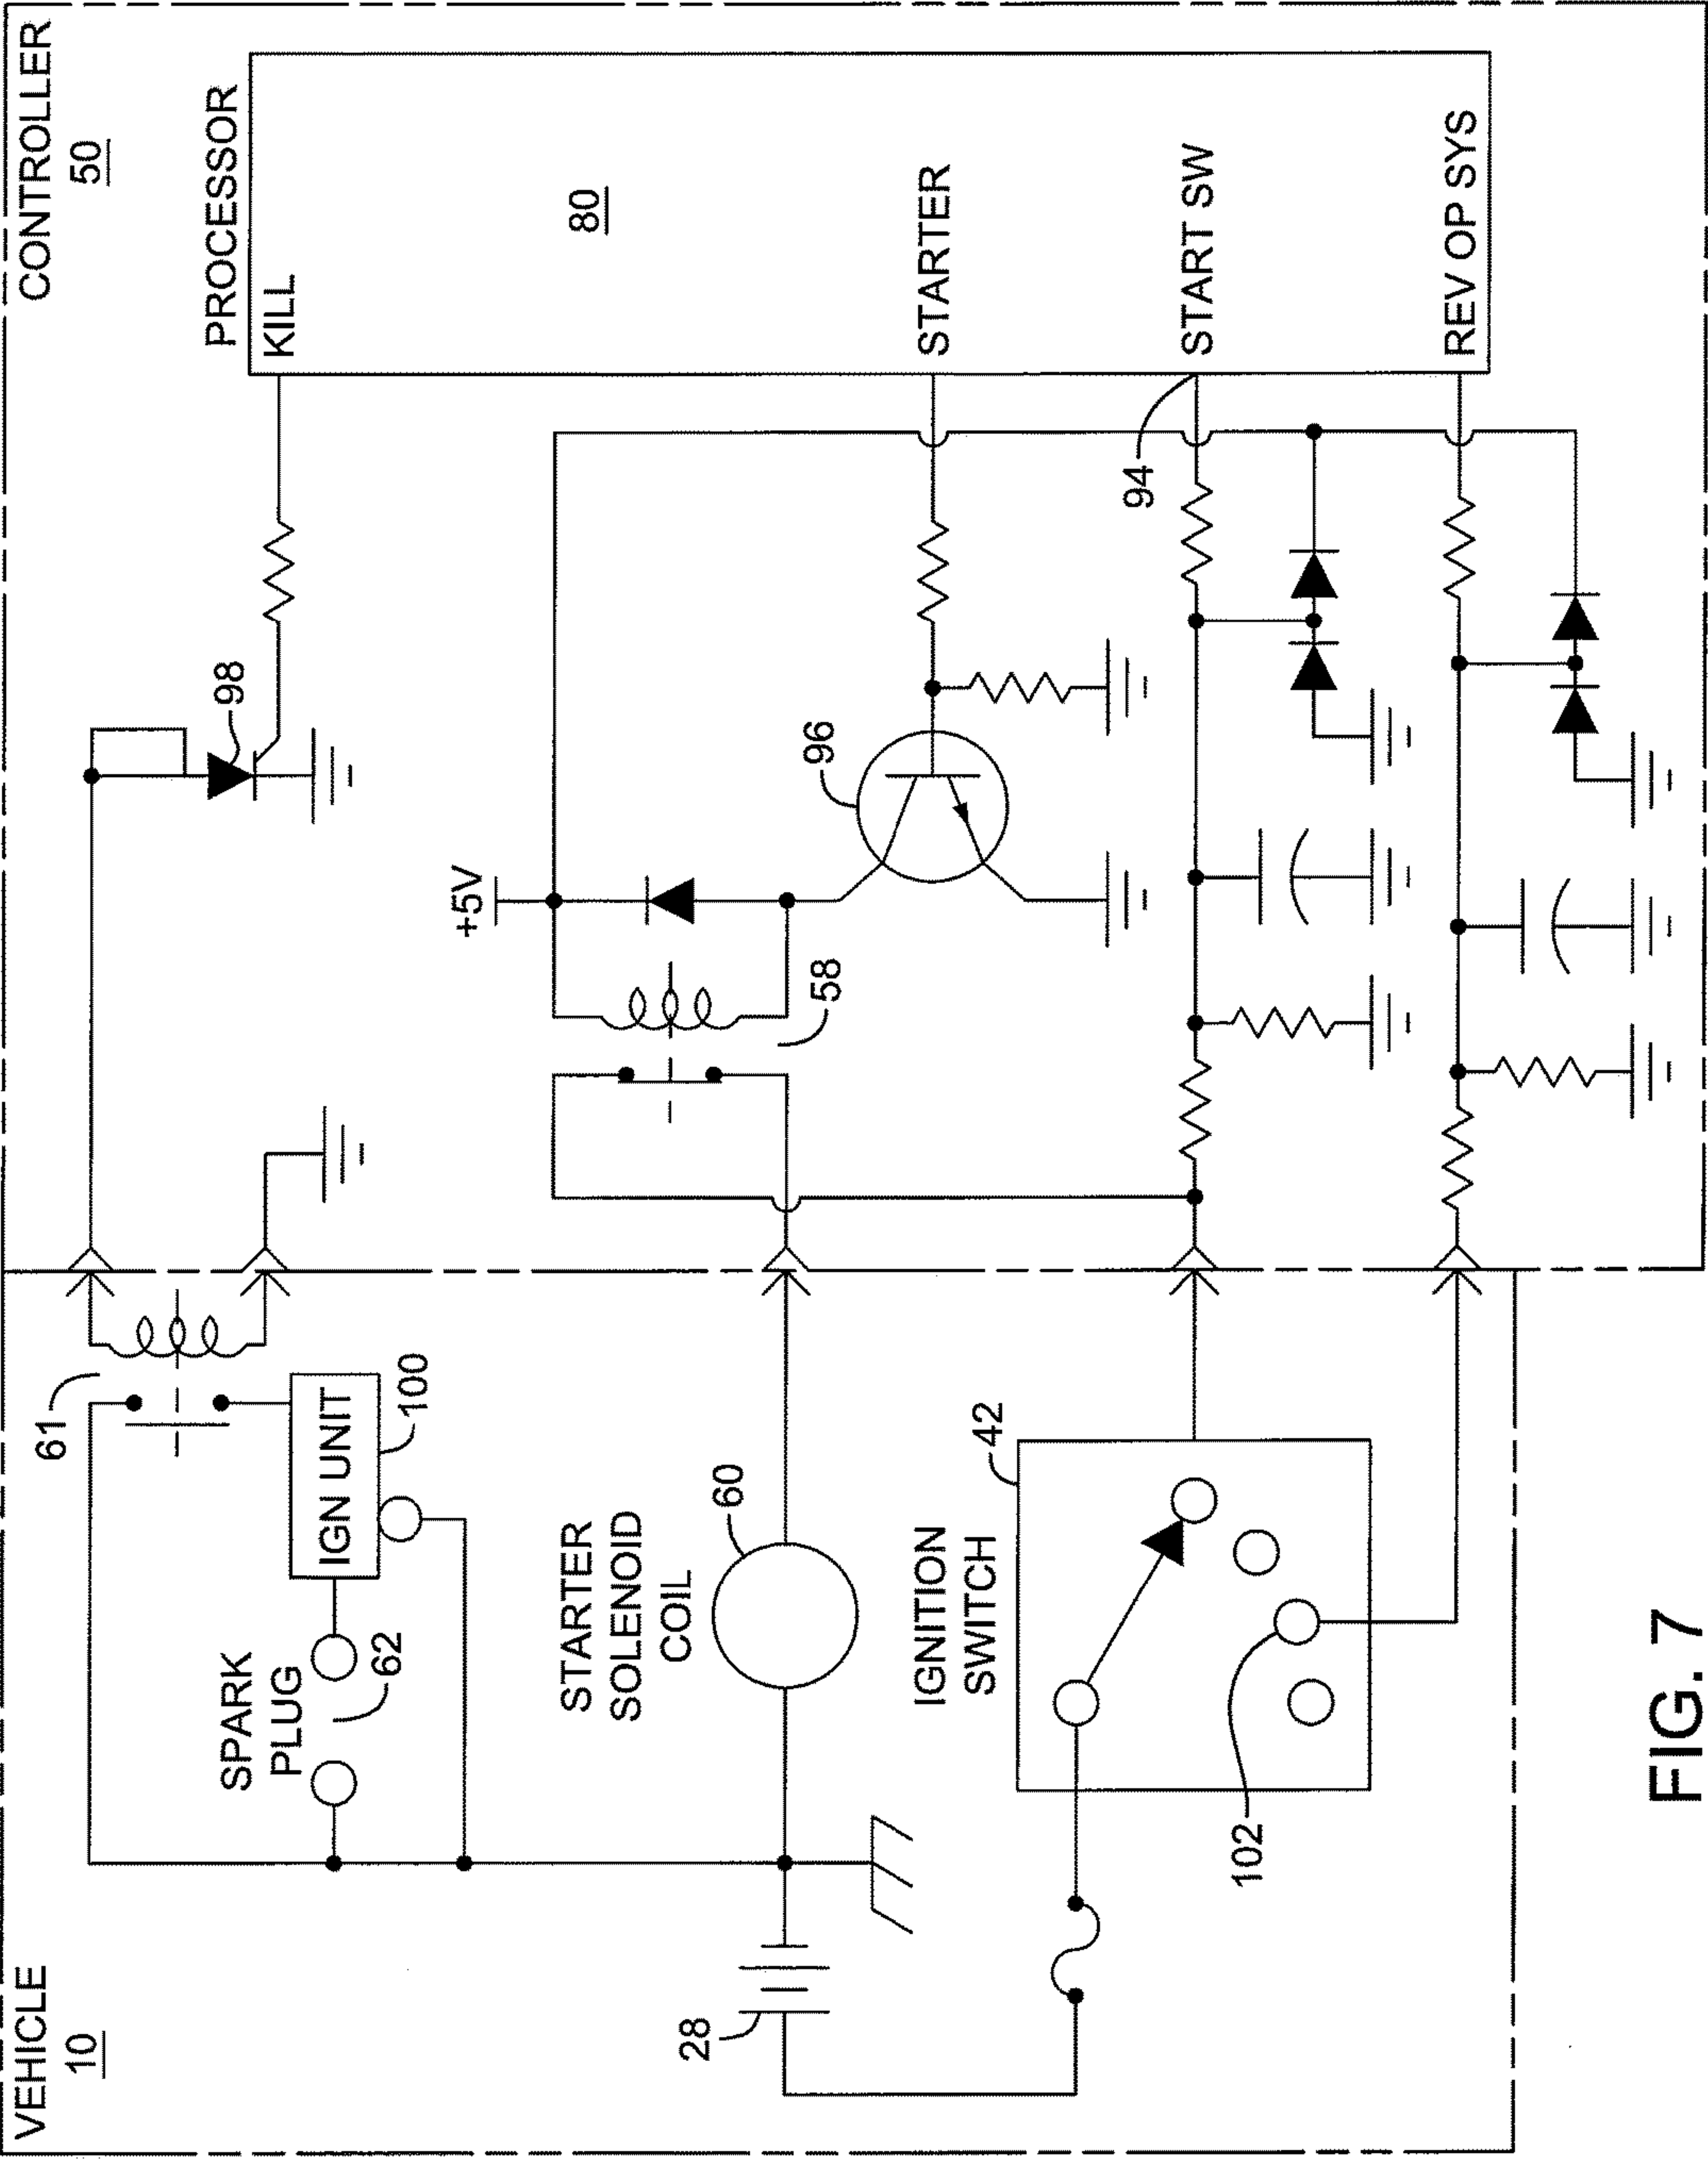 VEHICLE
10
CONTROLLER
50
61
PROCESSOR
KILL
98
SPARK
PLUG
62
IGN UNIT
100
80
+5V
58
96
STARTER
SOLENOID
COIL
60
28
STARTER
IGNITION
SWITCH
42
94
START SW
102
REV OP SYS
FIG. 7